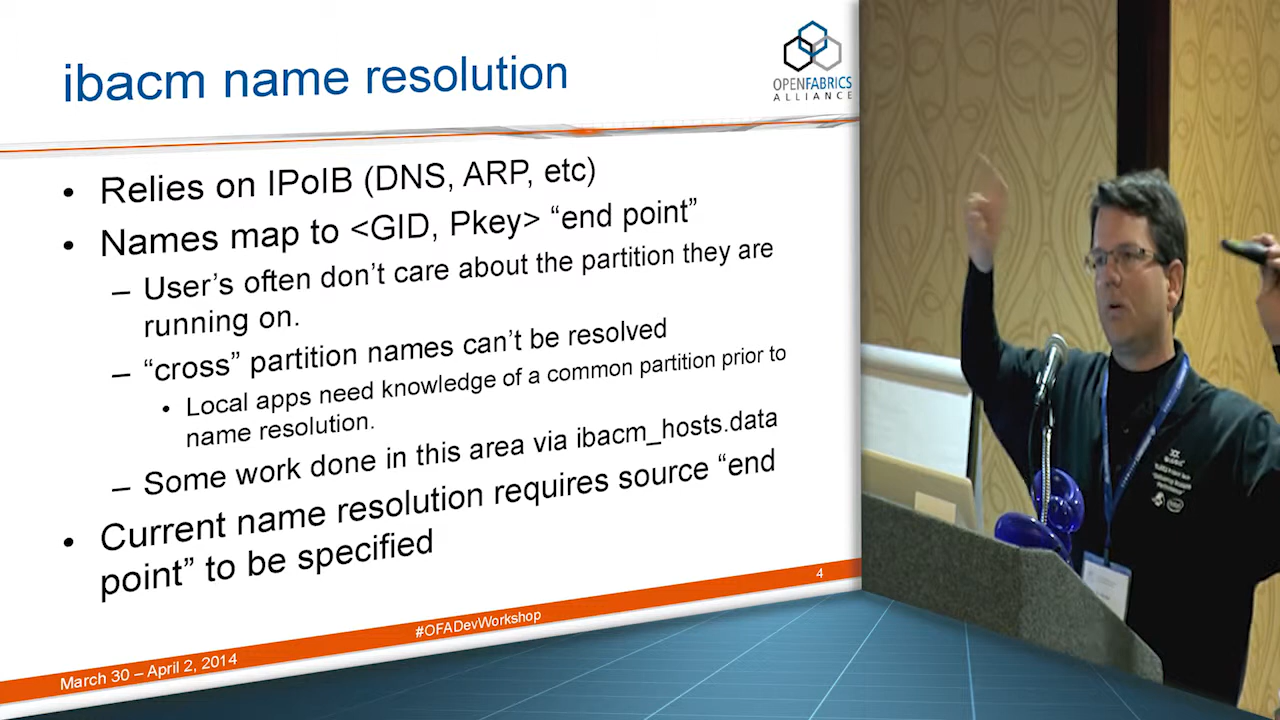 ibacm name resolution
OPENFABRICS
ALLIANCE
• Relies on IPoIB (DNS, ARP, etc)
• Names map to <GID, Pkey> “end point”
– User’s often don’t care about the partition they are
running on.
– “cross” partition names can’t be resolved
• Local apps need knowledge of a common partition prior to
name resolution.
– Some work done in this area via ibacm_hosts.data
• Current name resolution requires source “end
point” to be specified
4
#OFADevWorkshop
March 30 – April 2, 2014